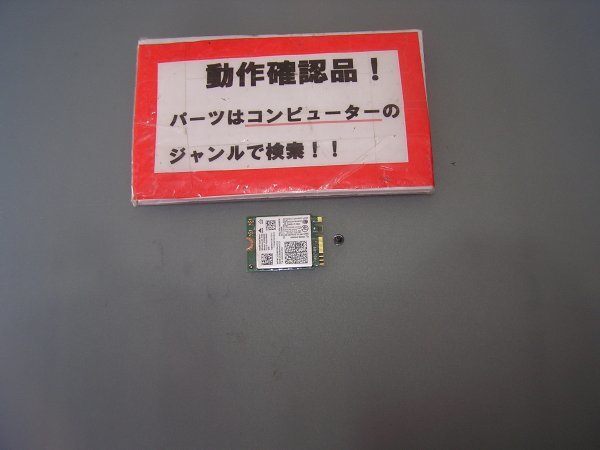 動作確認品！
パーツはコンピューターの
ジャンルで検索！！